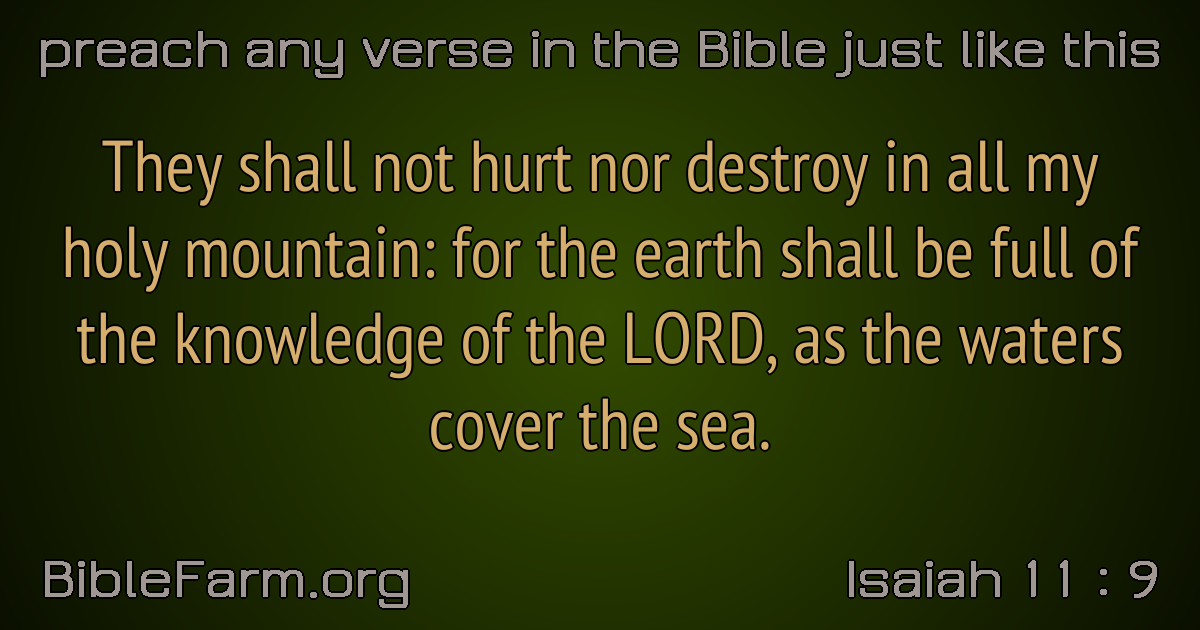 preach any verse in the Bible just like this
They shall not hurt nor destroy in all my
holy mountain: for the earth shall be full of
the knowledge of the LORD, as the waters
cover the sea.
BibleFarm.org
Isaiah 11 : 9